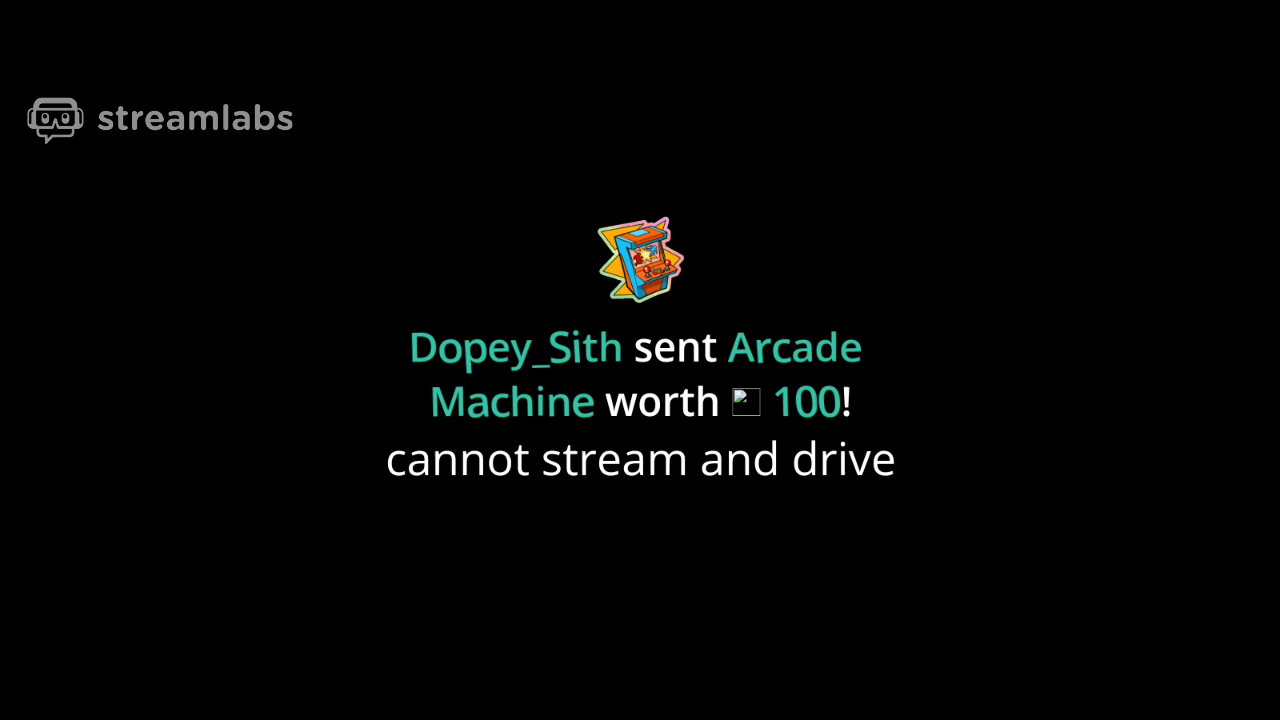 streamlabs
Dopey_Sith sent Arcade
Machine worth 100!
cannot stream and drive